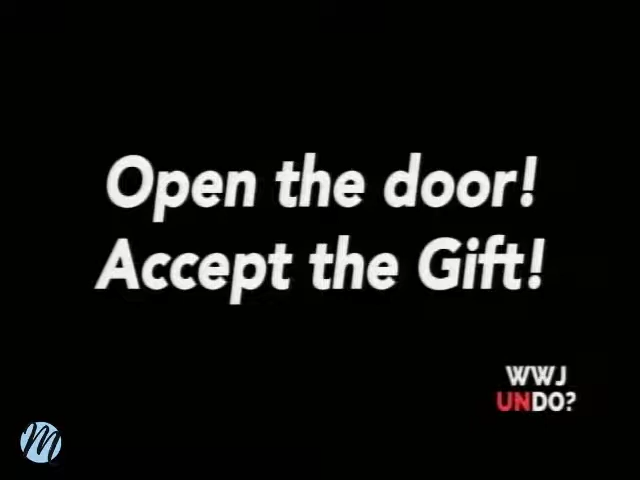 Open the door!
Accept the Gift!
WWJ
UNDO?
M